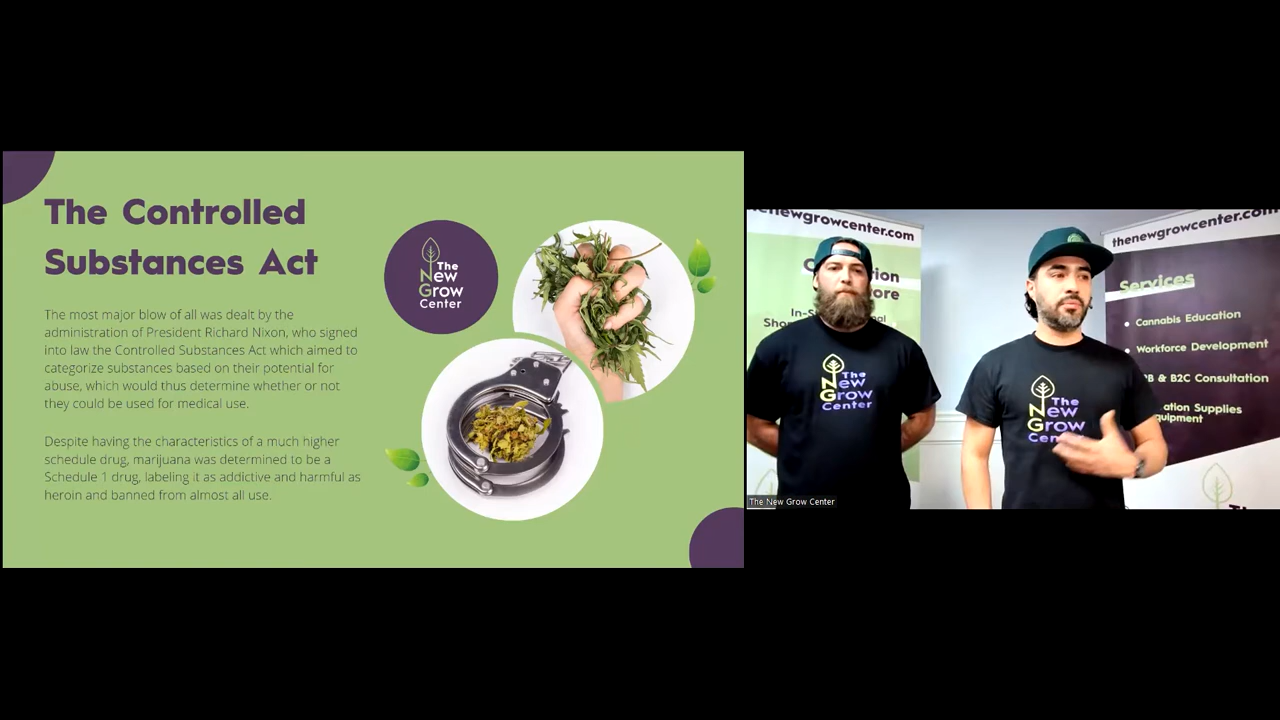 The Controlled
Substances Act
The most major blow of all was dealt by the
administration of President Richard Nixon, who signed
into law the Controlled Substances Act which aimed to
categorize substances based on their potential for
abuse, which would thus determine whether or not
they could be used for medical use.
Despite having the characteristics of a much higher
schedule drug, marijuana was determined to be a
Schedule 1 drug, labeling it as addictive and harmful as
heroin and banned from almost all use.
The
New
Grow
Center
thenewgrowcenter.com
The
New
Grow
Center
The New Grow Center
thenewgrowcenter.com
Services
• Cannabis Education
• Workforce Development
& B2C Consultation
Supplies
The
New
Grow